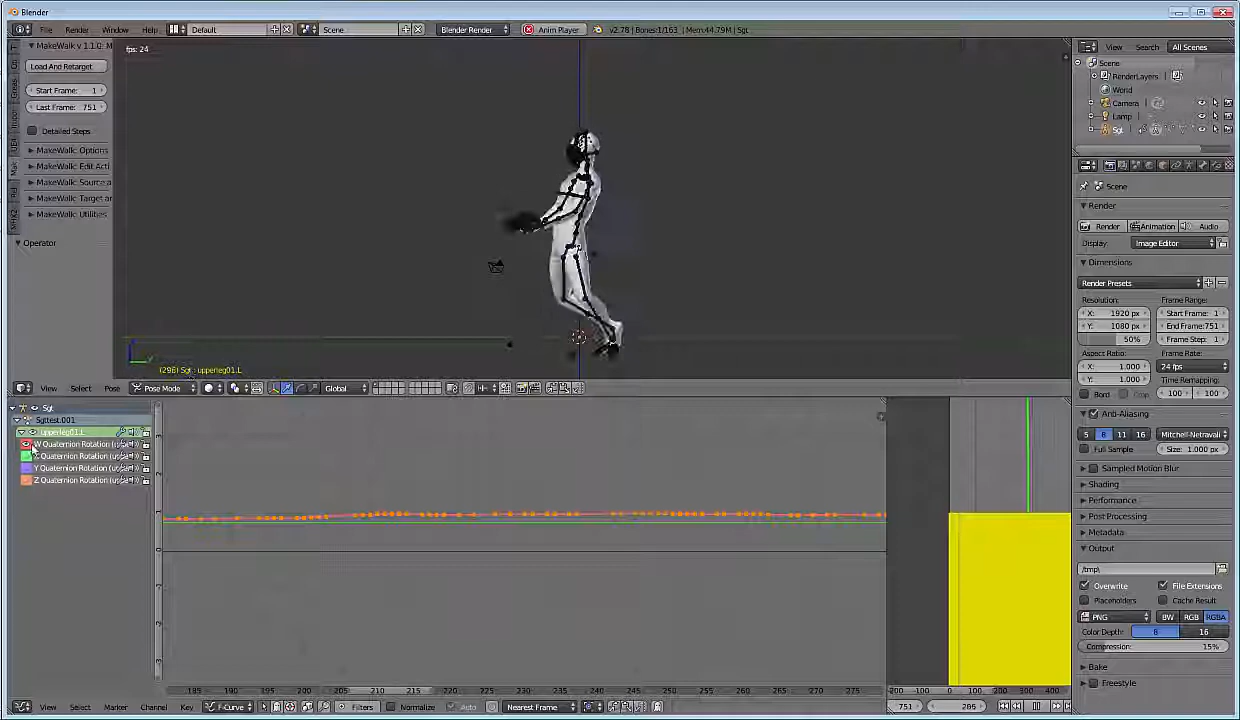 Blender
File Render Window Help Default Scene Blender Render Anim Player v2.78 | Bones:1/163 | Mem:44.79M | Sgt
MakeWalk v 1.1.0: M
Load And Retarget
Start Frame: 1
Last Frame: 751
Detailed Steps
MakeWalk: Options
MakeWalk: Edit Acti
MakeWalk: Source a
MakeWalk: Target ar
MakeWalk: Utilities
Operator
fps: 24
(296) Sgt : upperleg01.L
View Select Pose Pose Mode Global
View Search All Scenes
Scene
RenderLayers
World
Camera
Lamp
Sgt
Scene
Render
Render Animation Audio
Display: Image Editor
Dimensions
Render Presets
Resolution: Frame Range:
X: 1920 px Start Frame: 1
Y: 1080 px End Frame:751
50% Frame Step: 1
Aspect Ratio: Frame Rate:
X: 1.000 24 fps
Y: 1.000 Time Remapping:
Bord Crop 100 100
Anti-Aliasing
5 8 11 16 Mitchell-Netravali
Full Sample Size: 1.000 px
Sampled Motion Blur
Shading
Performance
Post Processing
Metadata
Output
/tmp\
Overwrite File Extensions
Placeholders Cache Result
PNG BW RGB RGBA
Color Depth: 8 16
Compression: 15%
Bake
Freestyle
Sgt
Sgttest.001
upperleg01.L
W Quaternion Rotation (u
X Quaternion Rotation (u
Y Quaternion Rotation (u
Z Quaternion Rotation (u
185 190 195 200 205 210 215 220 225 230 235 240 245 250 255 260 265 270 275
-200 0 100 200 300 400
View Select Marker Channel Key F-Curve Filters Normalize Auto Nearest Frame
751 286